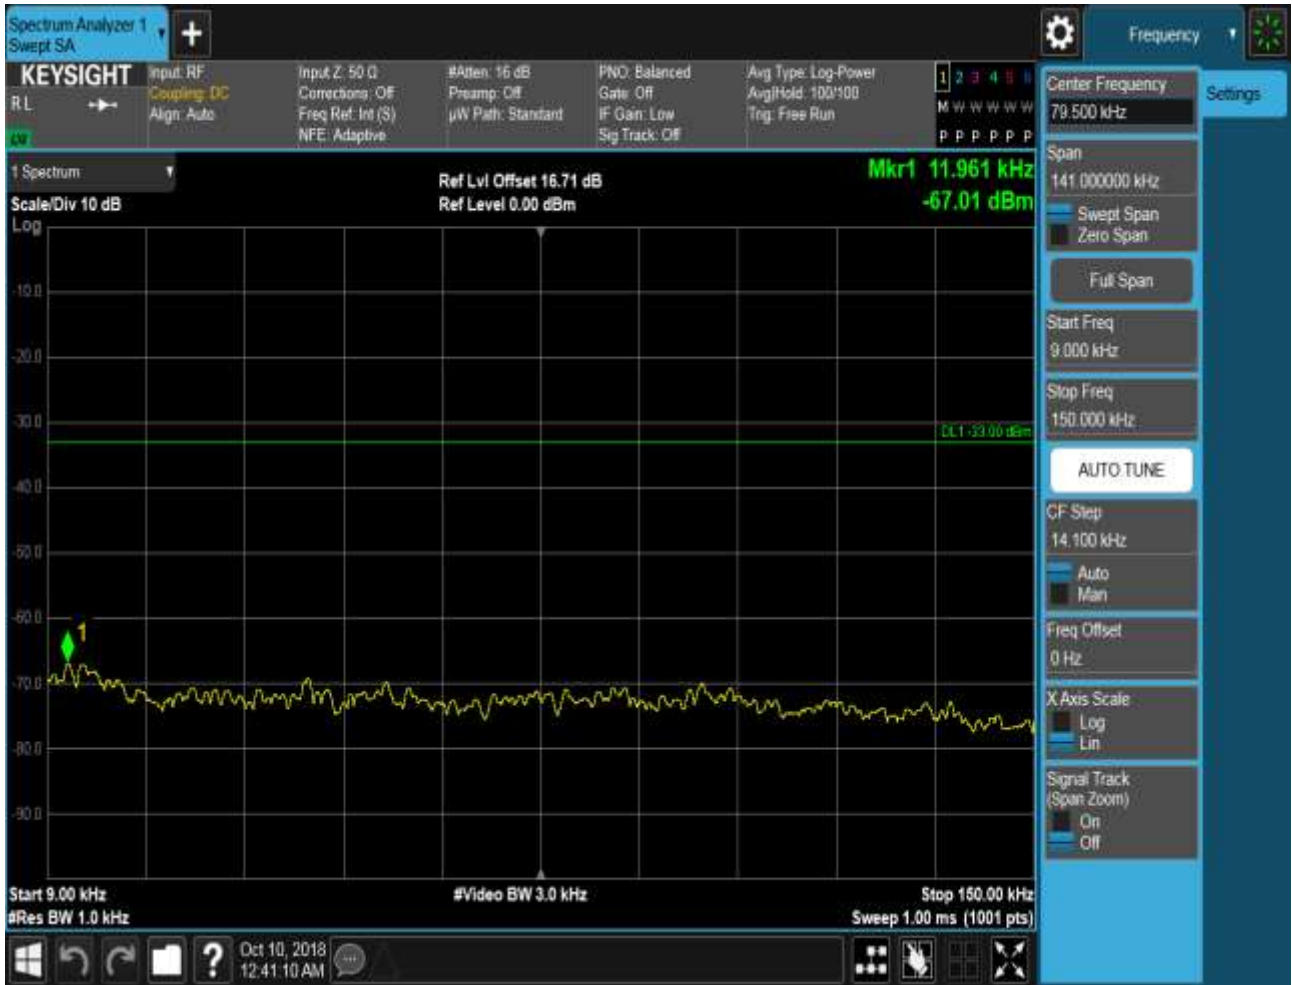 Spectrum Analyzer 1
Swept SA
+
Frequency
KEYSIGHT
RL
Input: RF
Coupling: DC
Align: Auto
Input Z: 50 Ω
Corrections: Off
Freq Ref: Int (S)
NFE: Adaptive
#Atten: 16 dB
Preamp: Off
µW Path: Standard
PNO: Balanced
Gate: Off
IF Gain: Low
Sig Track: Off
Avg Type: Log-Power
Avg|Hold: 100/100
Trig: Free Run
1 2 3 4 5 6
M W W W W W
P P P P P P
1 Spectrum
Scale/Div 10 dB
Log
Ref Lvl Offset 16.71 dB
Ref Level 0.00 dBm
Mkr1 11.961 kHz
-67.01 dBm
-10.0
-20.0
-30.0
DL1 -33.00 dBm
-40.0
-50.0
-60.0
1
-70.0
-80.0
-90.0
Start 9.00 kHz
#Res BW 1.0 kHz
#Video BW 3.0 kHz
Stop 150.00 kHz
Sweep 1.00 ms (1001 pts)
?
Oct 10, 2018
12:41:10 AM
Center Frequency
79.500 kHz
Settings
Span
141.000000 kHz
Swept Span
Zero Span
Full Span
Start Freq
9.000 kHz
Stop Freq
150.000 kHz
AUTO TUNE
CF Step
14.100 kHz
Auto
Man
Freq Offset
0 Hz
X Axis Scale
Log
Lin
Signal Track
(Span Zoom)
On
Off